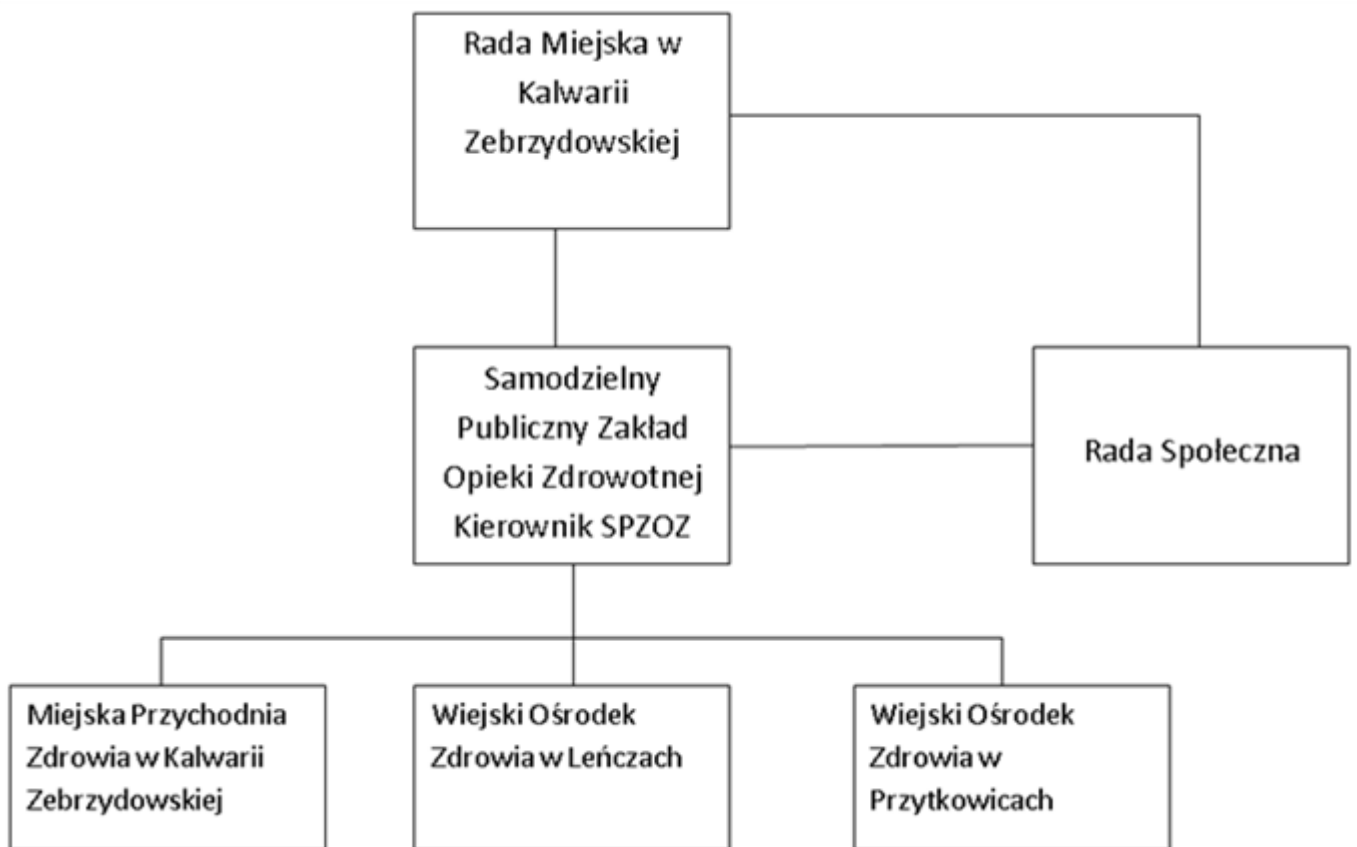 Rada Miejska w
Kalwarii
Zebrzydowskiej
Samodzielny
Publiczny Zakład
Opieki Zdrowotnej
Kierownik SPZOZ
Rada Społeczna
Miejska Przychodnia
Zdrowia w Kalwarii
Zebrzydowskiej
Wiejski Ośrodek
Zdrowia w Leńczach
Wiejski Ośrodek
Zdrowia w
Przytkowicach